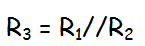 R₃ = R₁//R₂